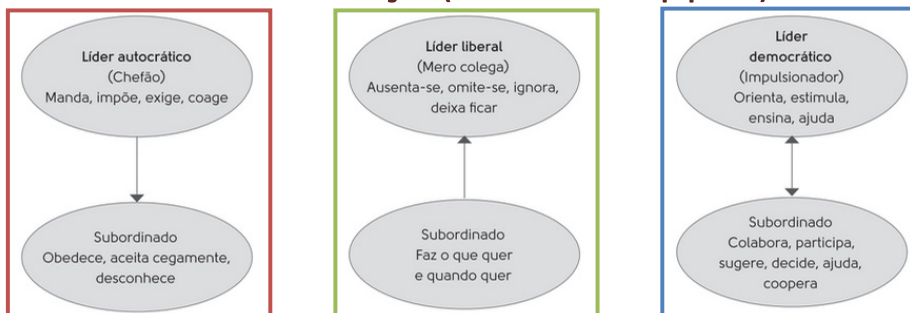 Líder autocrático
(Chefão)
Manda, impõe, exige, coage
Subordinado
Obedece, aceita cegamente,
desconhece
Líder liberal
(Mero colega)
Ausenta-se, omite-se, ignora,
deixa ficar
Subordinado
Faz o que quer
e quando quer
Líder
democrático
(Impulsionador)
Orienta, estimula,
ensina, ajuda
Subordinado
Colabora, participa,
sugere, decide, ajuda,
coopera